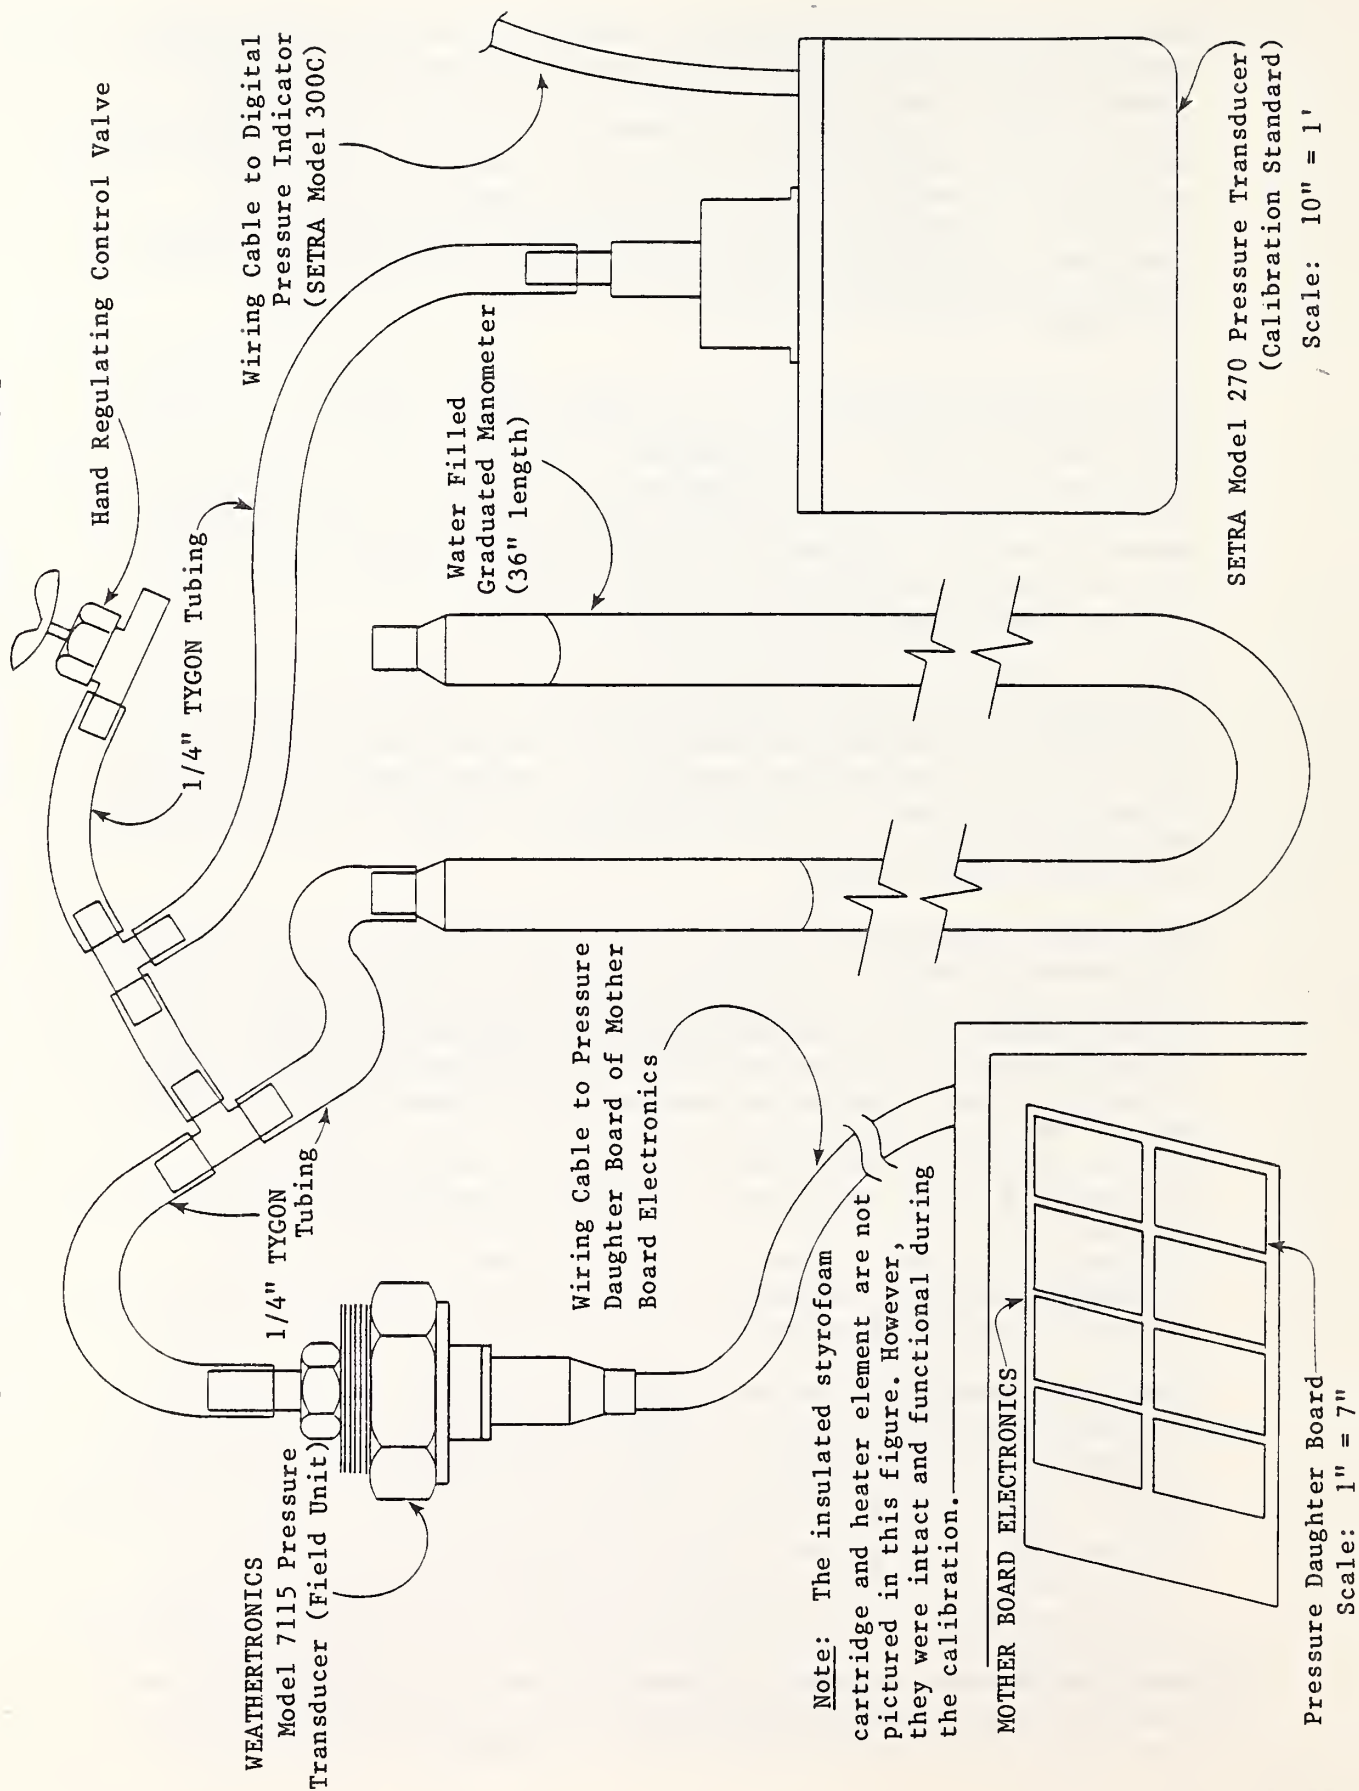 Hand Regulating Control Valve
1/4" TYGON Tubing
Wiring Cable to Digital
Pressure Indicator
(SETRA Model 300C)
WEATHERTRONICS
Model 7115 Pressure
Transducer (Field Unit)
1/4" TYGON
Tubing
Water Filled
Graduated Manometer
(36" length)
Wiring Cable to Pressure
Daughter Board of Mother
Board Electronics
Note: The insulated styrofoam
cartridge and heater element are not
pictured in this figure. However,
they were intact and functional during
the calibration.
MOTHER BOARD ELECTRONICS
Pressure Daughter Board
Scale: 1" = 7"
SETRA Model 270 Pressure Transducer
(Calibration Standard)
Scale: 10" = 1'